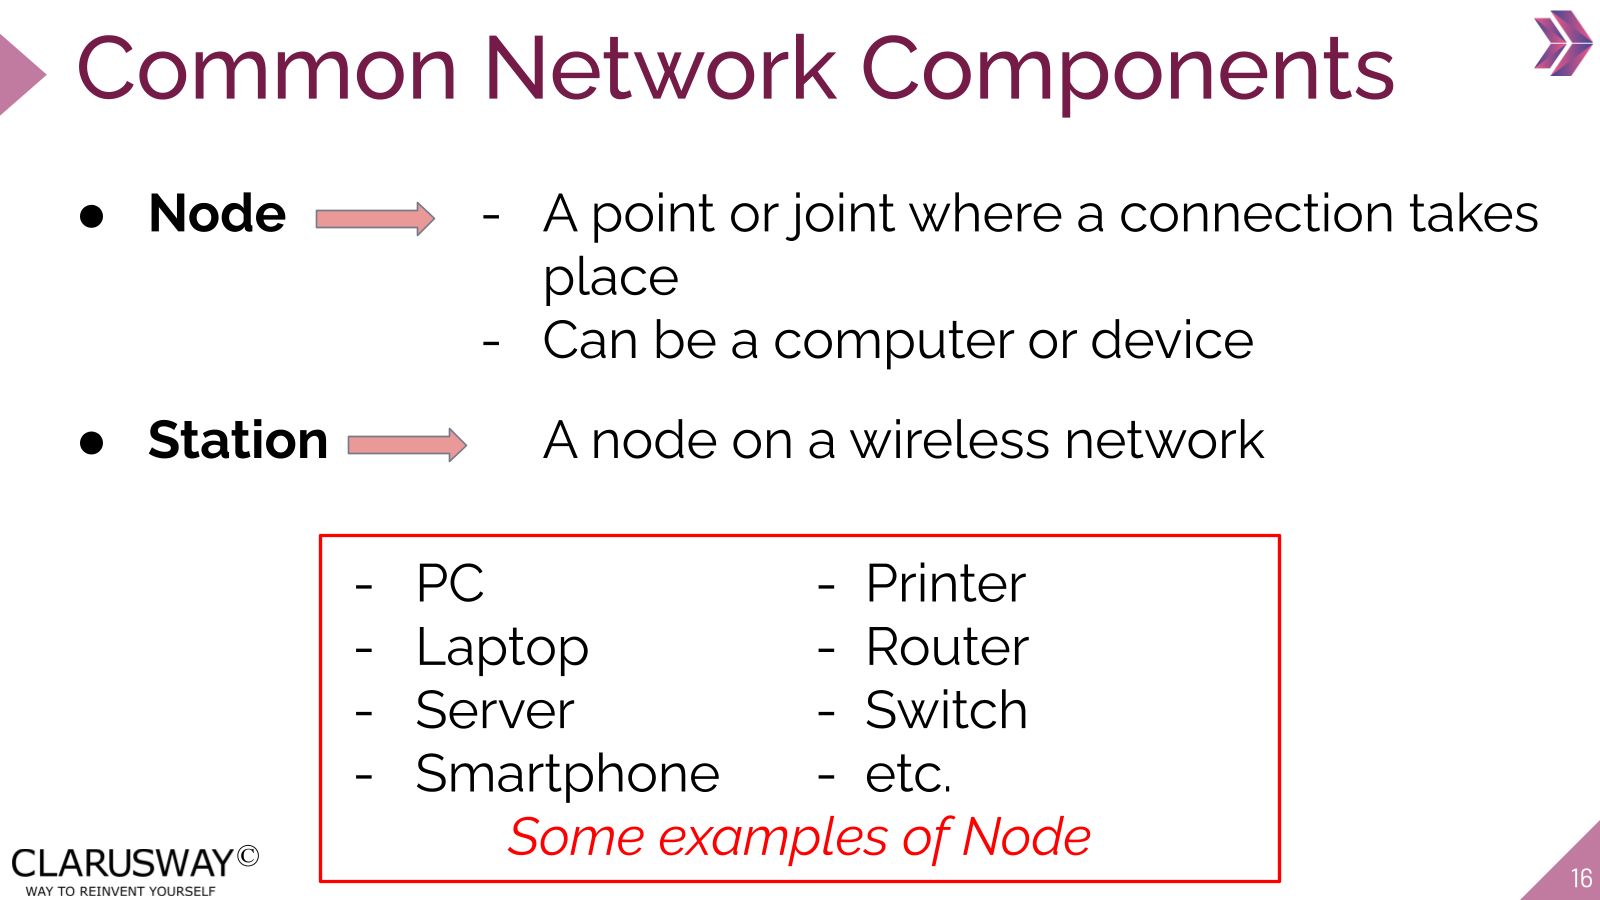 Common Network Components
● Node - A point or joint where a connection takes
place
- Can be a computer or device
● Station A node on a wireless network
- PC
- Laptop
- Server
- Smartphone
- Printer
- Router
- Switch
- etc.
Some examples of Node
CLARUSWAY©
WAY TO REINVENT YOURSELF
16